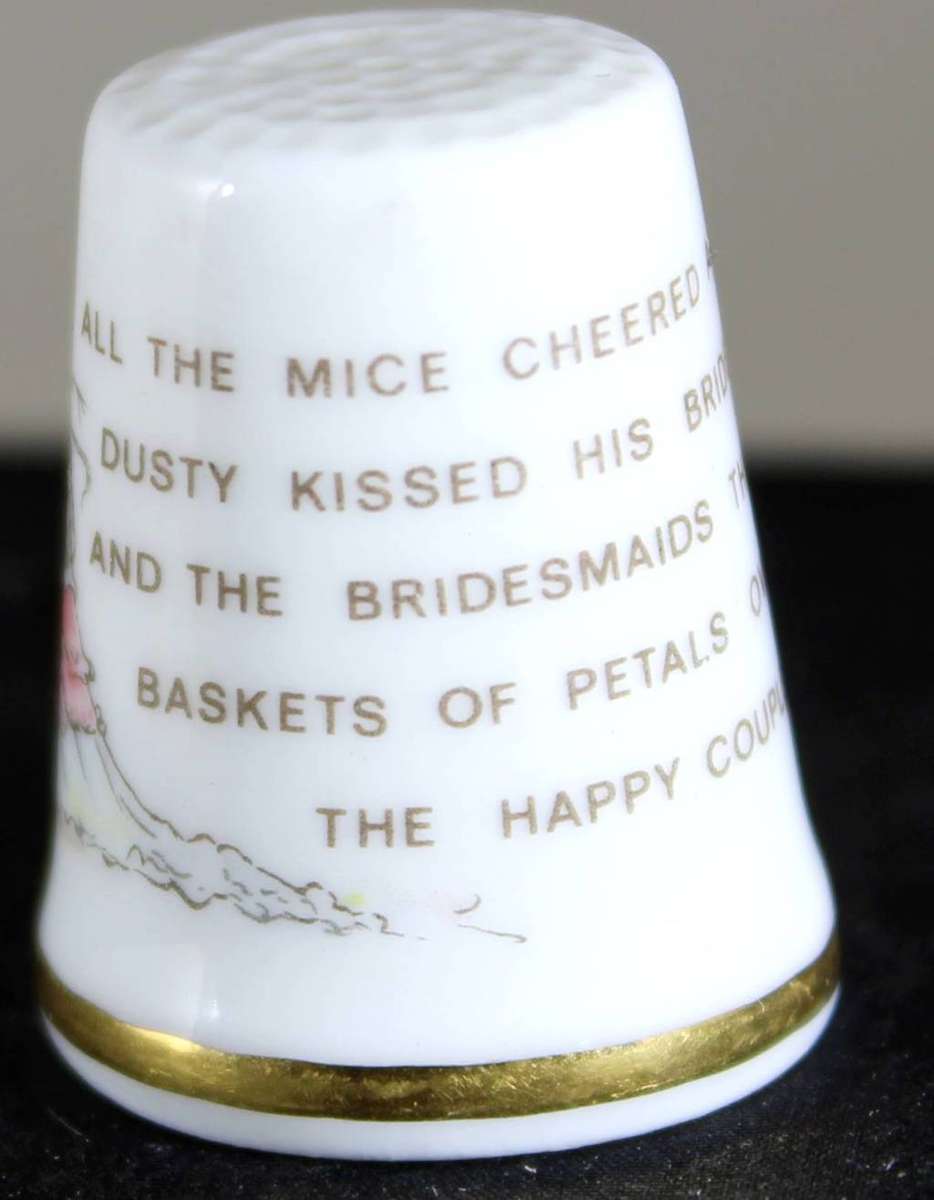 ALL THE MICE CHEERED
DUSTY KISSED HIS
AND THE BRIDESMAIDS
BASKETS OF PETALS
THE HAPPY